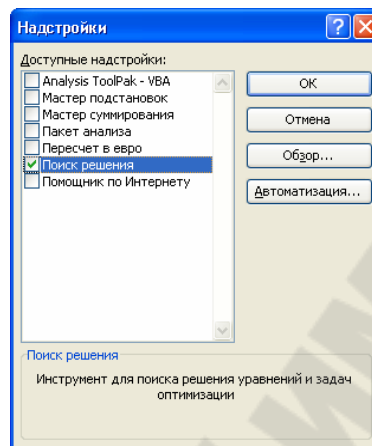 Надстройки
Доступные надстройки:
Analysis ToolPak - VBA
Мастер подстановок
Мастер суммирования
Пакет анализа
Пересчет в евро
Поиск решения
Помощник по Интернету
ОК
Отмена
Обзор...
Автоматизация...
Поиск решения
Инструмент для поиска решения уравнений и задач
оптимизации